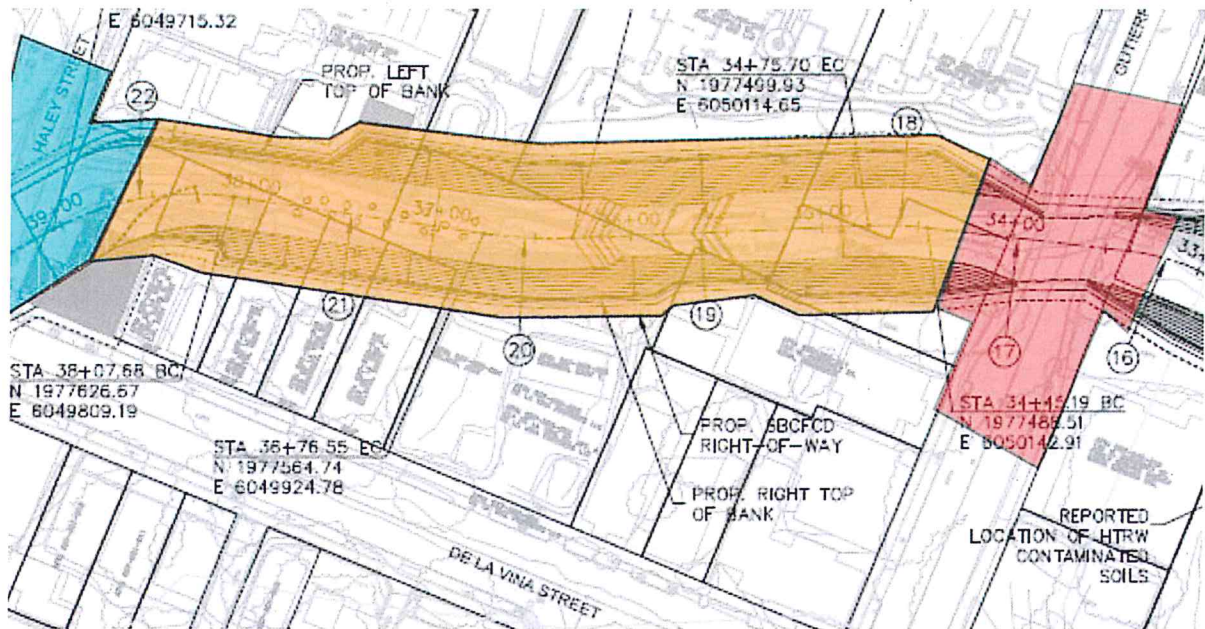 E 6049715.32
HALEY STREET
22
PROP. LEFT
TOP OF BANK
STA 34+75.70 EC
N 1977499.93
E 6050114.65
18
39+00
38+00
+00
34+00
21
20
19
17
16
STA 38+07.68 BC
N 1977626.67
E 6049809.19
STA 36+76.55 EC
N 1977564.74
E 6049924.78
PROP. SBCFCD
RIGHT-OF-WAY
PROP. RIGHT TOP
OF BANK
STA 34+45.19 BC
N 1977488.51
E 6050142.91
DE LA VINA STREET
REPORTED
LOCATION OF HTRW
CONTAMINATED
SOILS